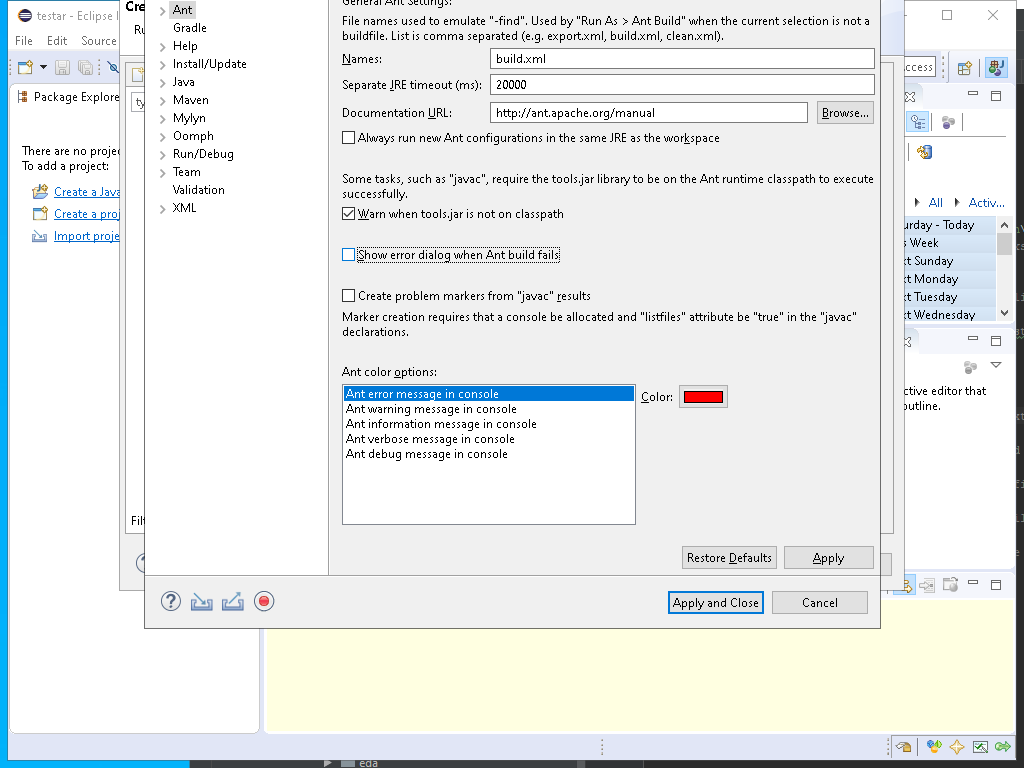 testar - Eclipse
File Edit Source
Package Explore
There are no projec
To add a project:
Create a Java
Create a proj
Import proje
Cre
Ru
ty
Filt
Ant
Gradle
Help
Install/Update
Java
Maven
Mylyn
Oomph
Run/Debug
Team
Validation
XML
General Ant Settings:
File names used to emulate "-find". Used by "Run As > Ant Build" when the current selection is not a
buildfile. List is comma separated (e.g. export.xml, build.xml, clean.xml).
Names: build.xml
Separate JRE timeout (ms): 20000
Documentation URL: http://ant.apache.org/manual Browse...
Always run new Ant configurations in the same JRE as the workspace
Some tasks, such as "javac", require the tools.jar library to be on the Ant runtime classpath to execute
successfully.
Warn when tools.jar is not on classpath
Show error dialog when Ant build fails
Create problem markers from "javac" results
Marker creation requires that a console be allocated and "listfiles" attribute be "true" in the "javac"
declarations.
Ant color options:
Ant error message in console
Ant warning message in console
Ant information message in console
Ant verbose message in console
Ant debug message in console
Color:
Restore Defaults Apply
Apply and Close Cancel
ccess
All Activ...
urday - Today
s Week
xt Sunday
xt Monday
xt Tuesday
xt Wednesday
ctive editor that
outline.
eda